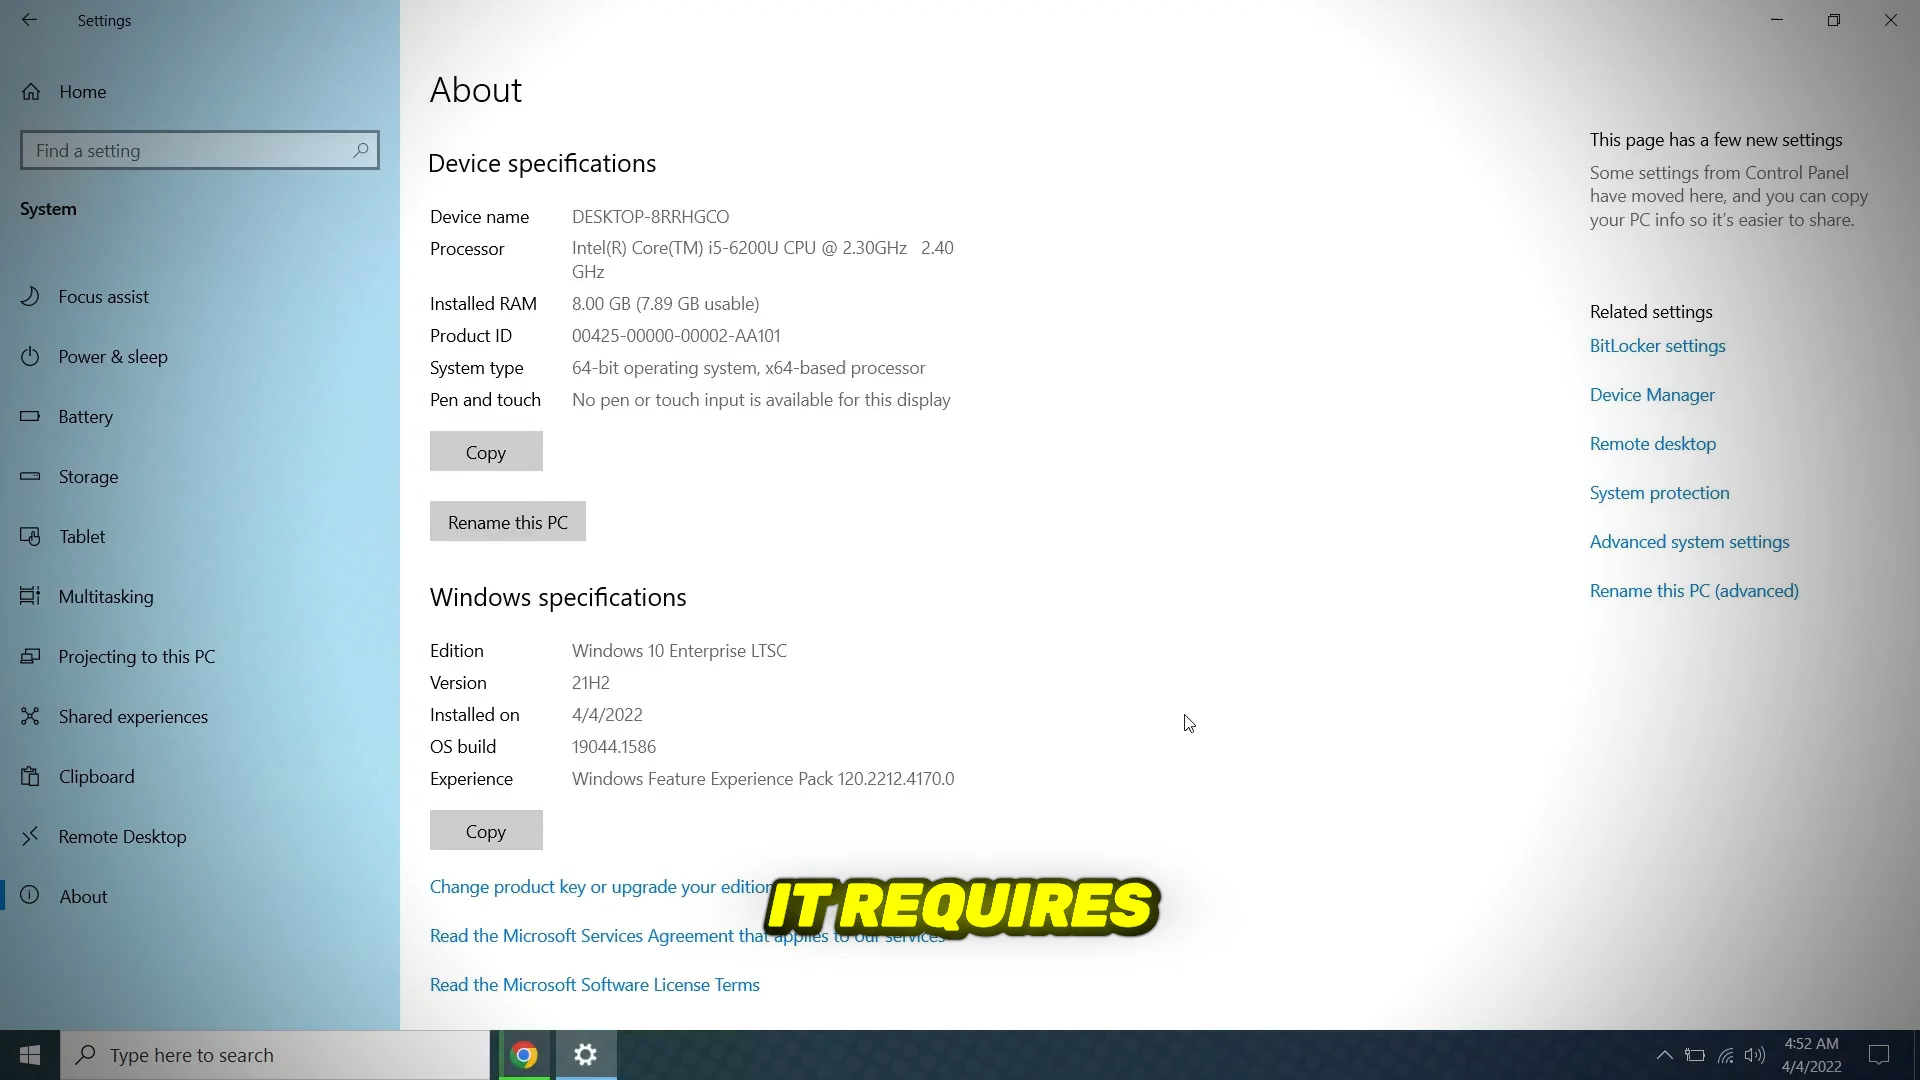 Settings
Home
Find a setting
System
Focus assist
Power & sleep
Battery
Storage
Tablet
Multitasking
Projecting to this PC
Shared experiences
Clipboard
Remote Desktop
About
About
Device specifications
Device name DESKTOP-8RRHGCO
Processor Intel(R) Core(TM) i5-6200U CPU @ 2.30GHz 2.40
GHz
Installed RAM 8.00 GB (7.89 GB usable)
Product ID 00425-00000-00002-AA101
System type 64-bit operating system, x64-based processor
Pen and touch No pen or touch input is available for this display
Copy
Rename this PC
Windows specifications
Edition Windows 10 Enterprise LTSC
Version 21H2
Installed on 4/4/2022
OS build 19044.1586
Experience Windows Feature Experience Pack 120.2212.4170.0
Copy
Change product key or upgrade your edition
IT REQUIRES
Read the Microsoft Services Agreement that applies to our services
Read the Microsoft Software License Terms
This page has a few new settings
Some settings from Control Panel
have moved here, and you can copy
your PC info so it's easier to share.
Related settings
BitLocker settings
Device Manager
Remote desktop
System protection
Advanced system settings
Rename this PC (advanced)
Type here to search
4:52 AM
4/4/2022